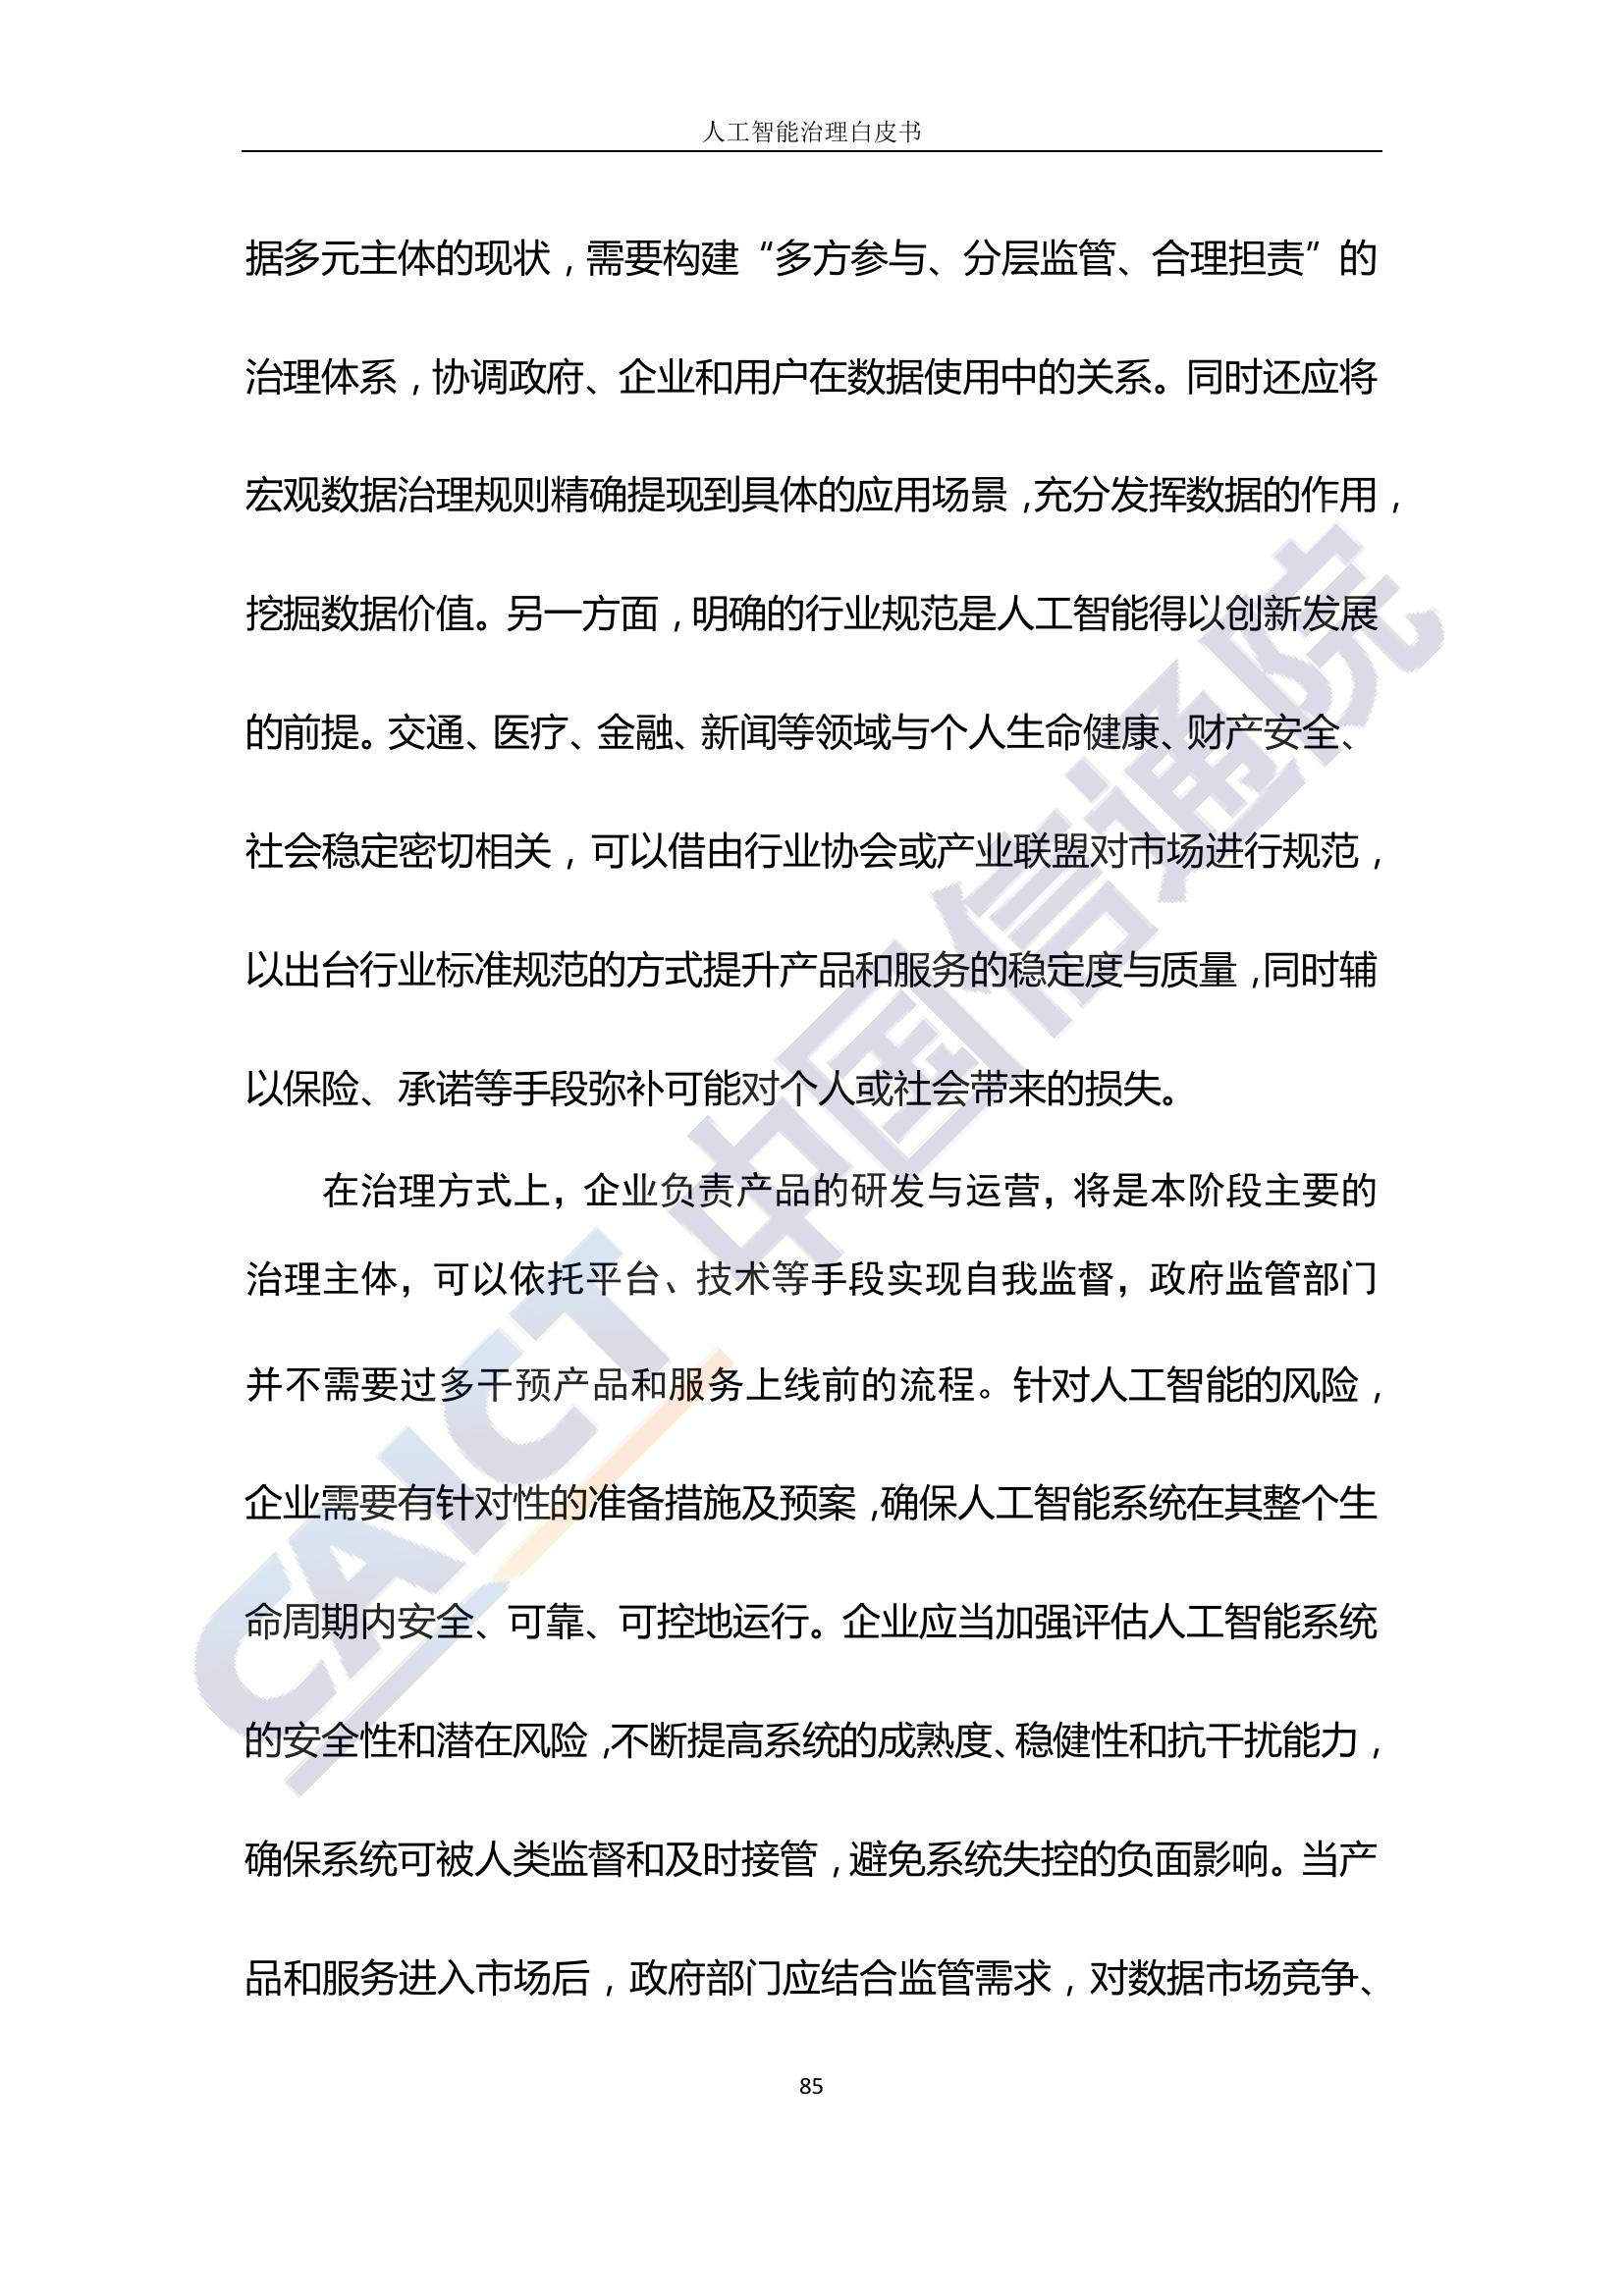 人工智能治理白皮书
据多元主体的现状，需要构建“多方参与、分层监管、合理担责”的
治理体系，协调政府、企业和用户在数据使用中的关系。同时还应将
宏观数据治理规则精确提现到具体的应用场景，充分发挥数据的作用，
挖掘数据价值。另一方面，明确的行业规范是人工智能得以创新发展
的前提。交通、医疗、金融、新闻等领域与个人生命健康、财产安全、
社会稳定密切相关，可以借由行业协会或产业联盟对市场进行规范，
以出台行业标准规范的方式提升产品和服务的稳定度与质量，同时辅
以保险、承诺等手段弥补可能对个人或社会带来的损失。
在治理方式上，企业负责产品的研发与运营，将是本阶段主要的
治理主体，可以依托平台、技术等手段实现自我监督，政府监管部门
并不需要过多干预产品和服务上线前的流程。针对人工智能的风险，
企业需要有针对性的准备措施及预案，确保人工智能系统在其整个生
命周期内安全、可靠、可控地运行。企业应当加强评估人工智能系统
的安全性和潜在风险，不断提高系统的成熟度、稳健性和抗干扰能力，
确保系统可被人类监督和及时接管，避免系统失控的负面影响。当产
品和服务进入市场后，政府部门应结合监管需求，对数据市场竞争、
85
CAICT 中国信通院